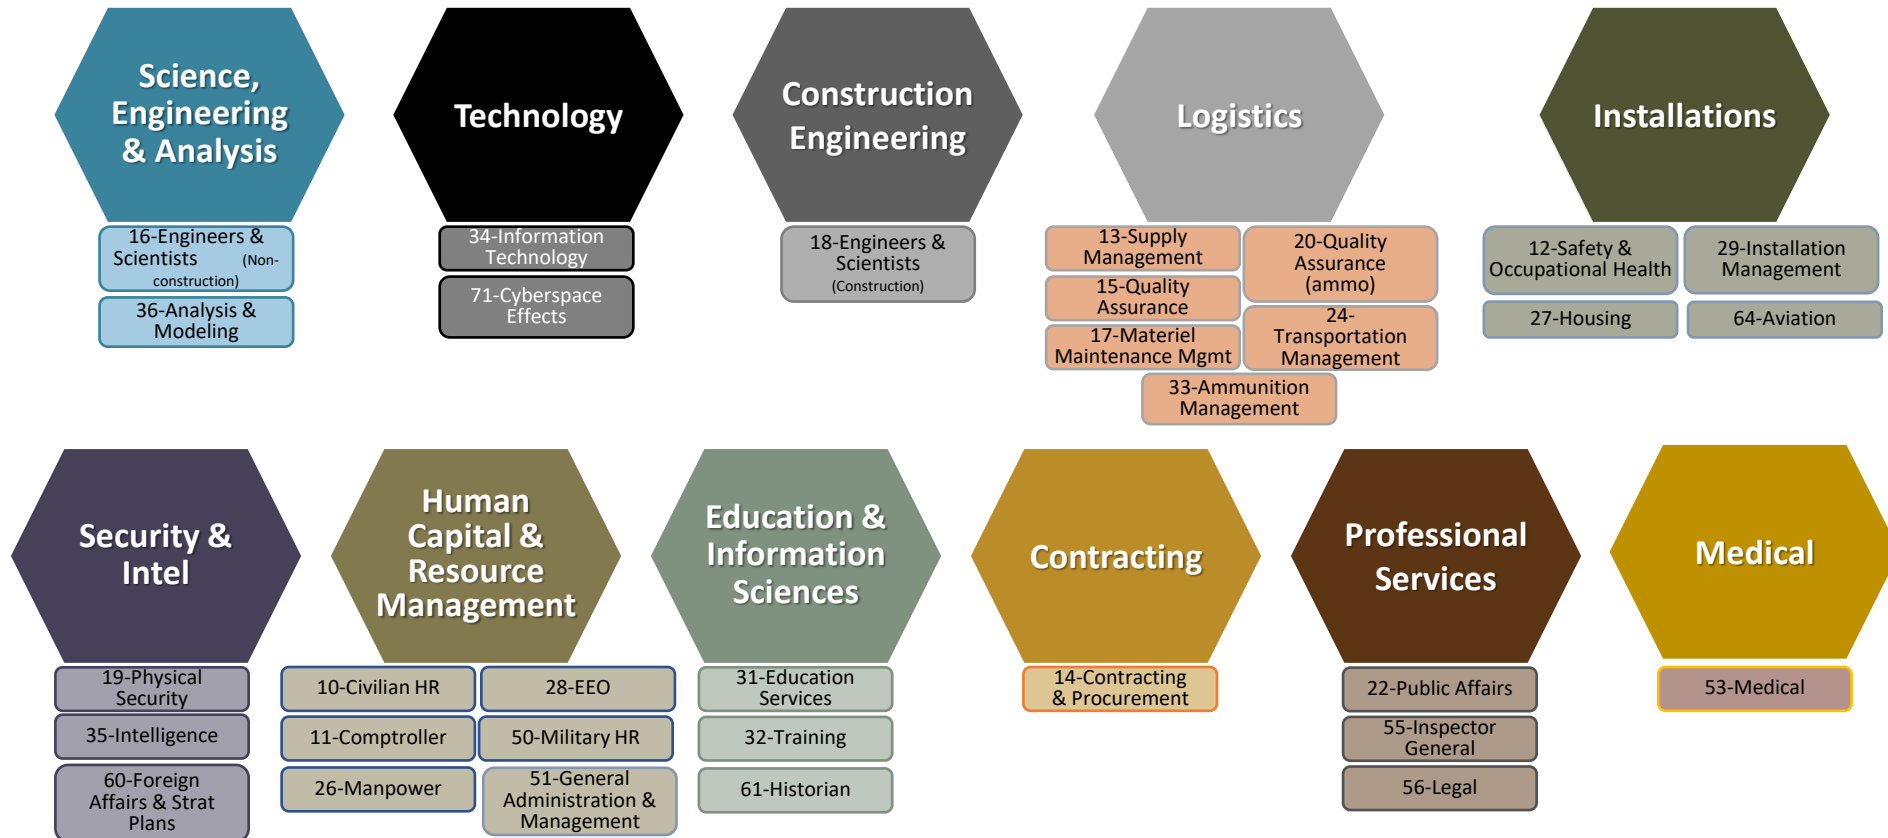 Science,
Engineering
& Analysis
16-Engineers &
Scientists (Non-
construction)
36-Analysis &
Modeling
Technology
34-Information
Technology
71-Cyberspace
Effects
Construction
Engineering
18-Engineers &
Scientists
(Construction)
Logistics
13-Supply
Management
15-Quality
Assurance
17-Materiel
Maintenance Mgmt
20-Quality
Assurance
(ammo)
24-
Transportation
Management
33-Ammunition
Management
Installations
12-Safety &
Occupational Health
29-Installation
Management
27-Housing
64-Aviation
Security &
Intel
19-Physical
Security
35-Intelligence
60-Foreign
Affairs & Strat
Plans
Human
Capital &
Resource
Management
10-Civilian HR
28-EEO
11-Comptroller
50-Military HR
26-Manpower
51-General
Administration &
Management
Education &
Information
Sciences
31-Education
Services
32-Training
61-Historian
Contracting
14-Contracting
& Procurement
Professional
Services
22-Public Affairs
55-Inspector
General
56-Legal
Medical
53-Medical